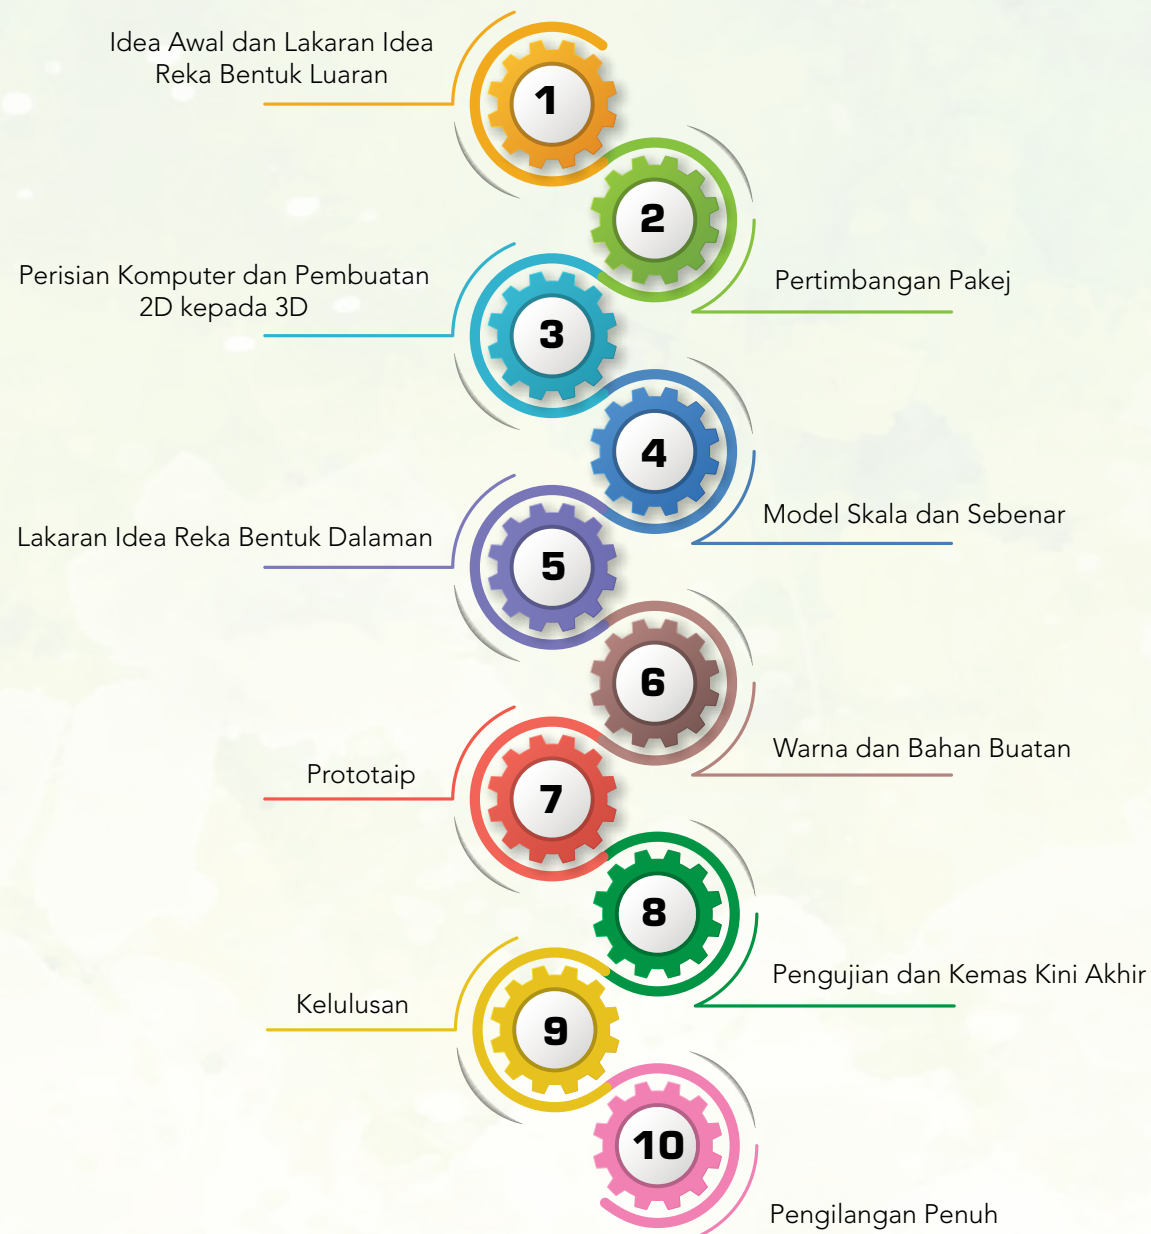 Idea Awal dan Lakaran Idea
Reka Bentuk Luaran
1
2
Pertimbangan Pakej
Perisian Komputer dan Pembuatan
2D kepada 3D
3
4
Model Skala dan Sebenar
Lakaran Idea Reka Bentuk Dalaman
5
6
Warna dan Bahan Buatan
Prototaip
7
8
Pengujian dan Kemas Kini Akhir
Kelulusan
9
10
Pengilangan Penuh